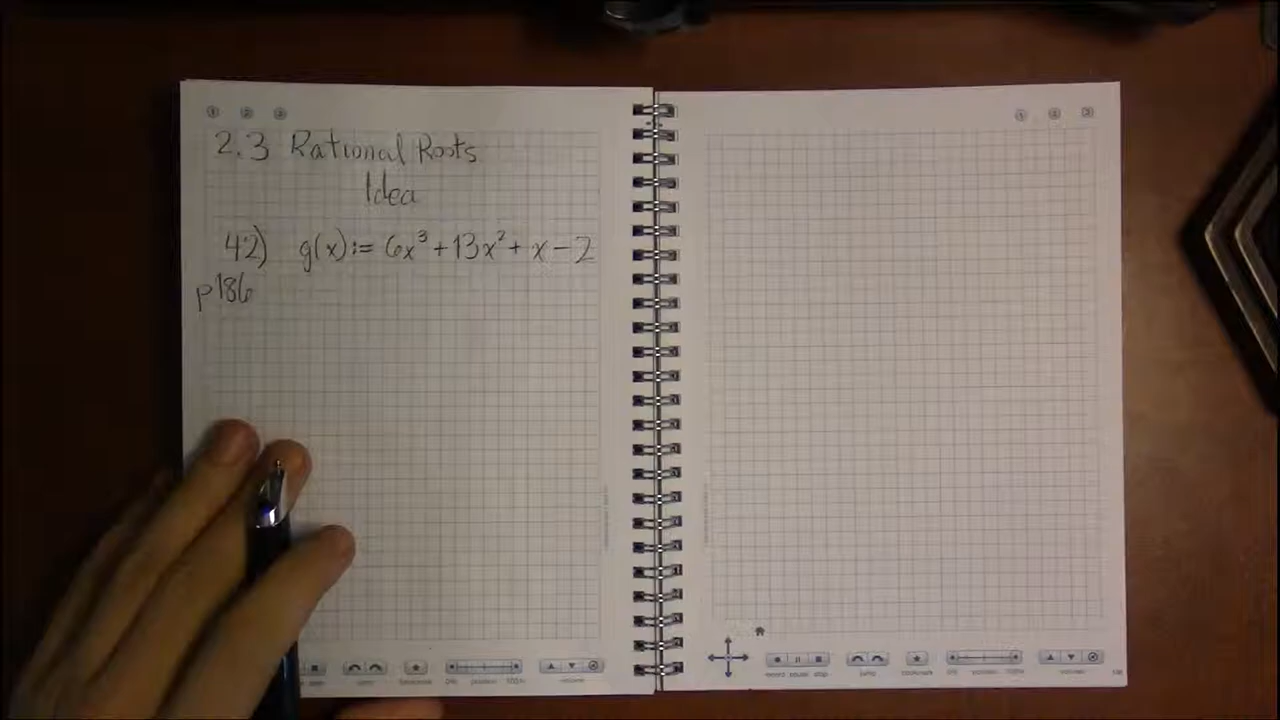 2.3 Rational Roots
Idea
42) g(x):= 6x³ + 13x² + x - 2
p186